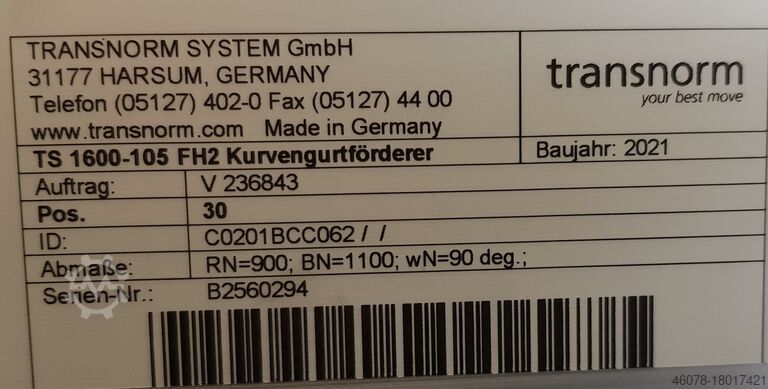 TRANSNORM SYSTEM GmbH
31177 HARSUM, GERMANY
Telefon (05127) 402-0 Fax (05127) 44 00
www.transnorm.com Made in Germany
transnorm
your best move
TS 1600-105 FH2 Kurvengurtförderer
Baujahr: 2021
Auftrag: V 236843
Pos. 30
ID: C0201BCC062 / /
Abmaße: RN=900; BN=1100; wN=90 deg.;
Serien-Nr.: B2560294
46078-18017421